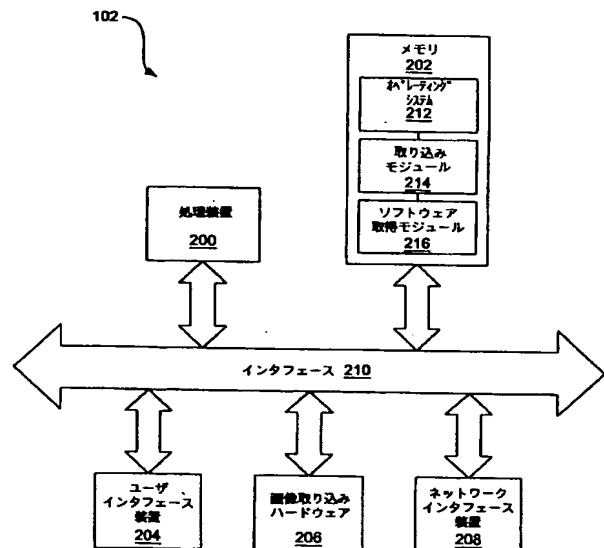 102
メモリ
202
オペレーティング
システム
212
取り込み
モジュール
214
ソフトウェア
取得モジュール
216
処理装置
200
インタフェース 210
ユーザ
インタフェース
装置
204
画像取り込み
ハードウェア
206
ネットワーク
インタフェース
装置
208